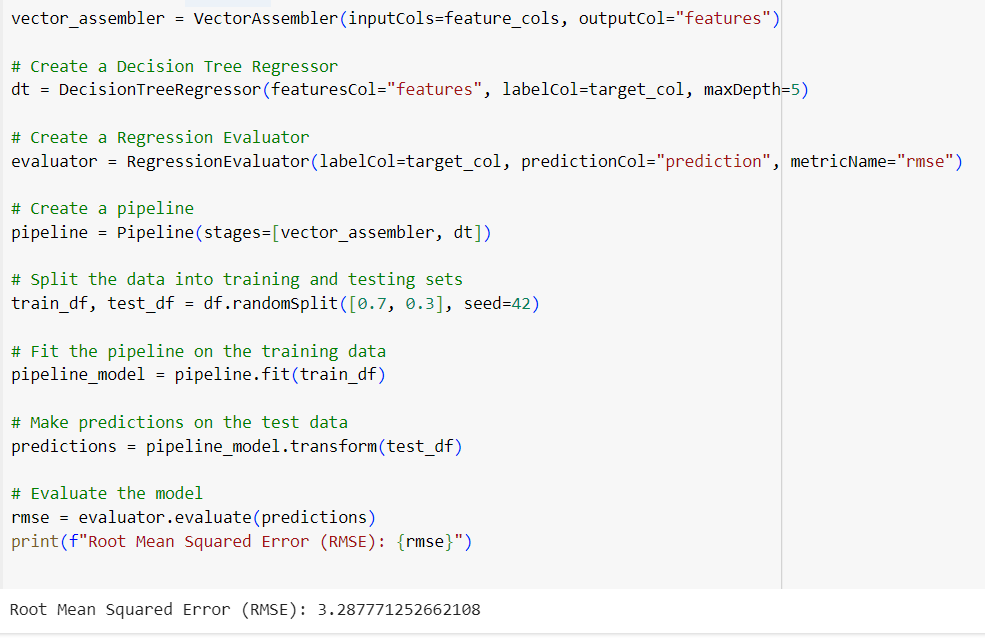 vector_assembler = VectorAssembler(inputCols=feature_cols, outputCol="features")
# Create a Decision Tree Regressor
dt = DecisionTreeRegressor(featuresCol="features", labelCol=target_col, maxDepth=5)
# Create a Regression Evaluator
evaluator = RegressionEvaluator(labelCol=target_col, predictionCol="prediction", metricName="rmse")
# Create a pipeline
pipeline = Pipeline(stages=[vector_assembler, dt])
# Split the data into training and testing sets
train_df, test_df = df.randomSplit([0.7, 0.3], seed=42)
# Fit the pipeline on the training data
pipeline_model = pipeline.fit(train_df)
# Make predictions on the test data
predictions = pipeline_model.transform(test_df)
# Evaluate the model
rmse = evaluator.evaluate(predictions)
print(f"Root Mean Squared Error (RMSE): {rmse}")
Root Mean Squared Error (RMSE): 3.287771252662108